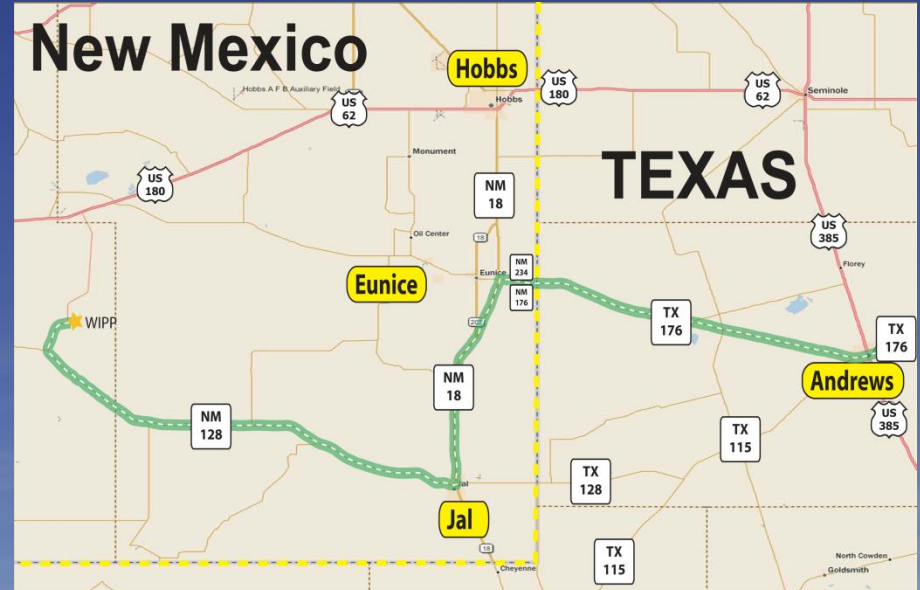 New Mexico
Hobbs
Hobbs A F B Auxiliary Field
US
62
Hobbs
US
180
US
62
Seminole
Monument
US
180
NM
18
TEXAS
18
Oil Center
US
385
Florey
Eunice
Eunice
NM
234
NM
176
WIPP
TX
176
TX
176
Andrews
NM
18
US
385
NM
128
TX
115
TX
128
Jal
18
Cheyenne
TX
115
North Cowden
Goldsmith